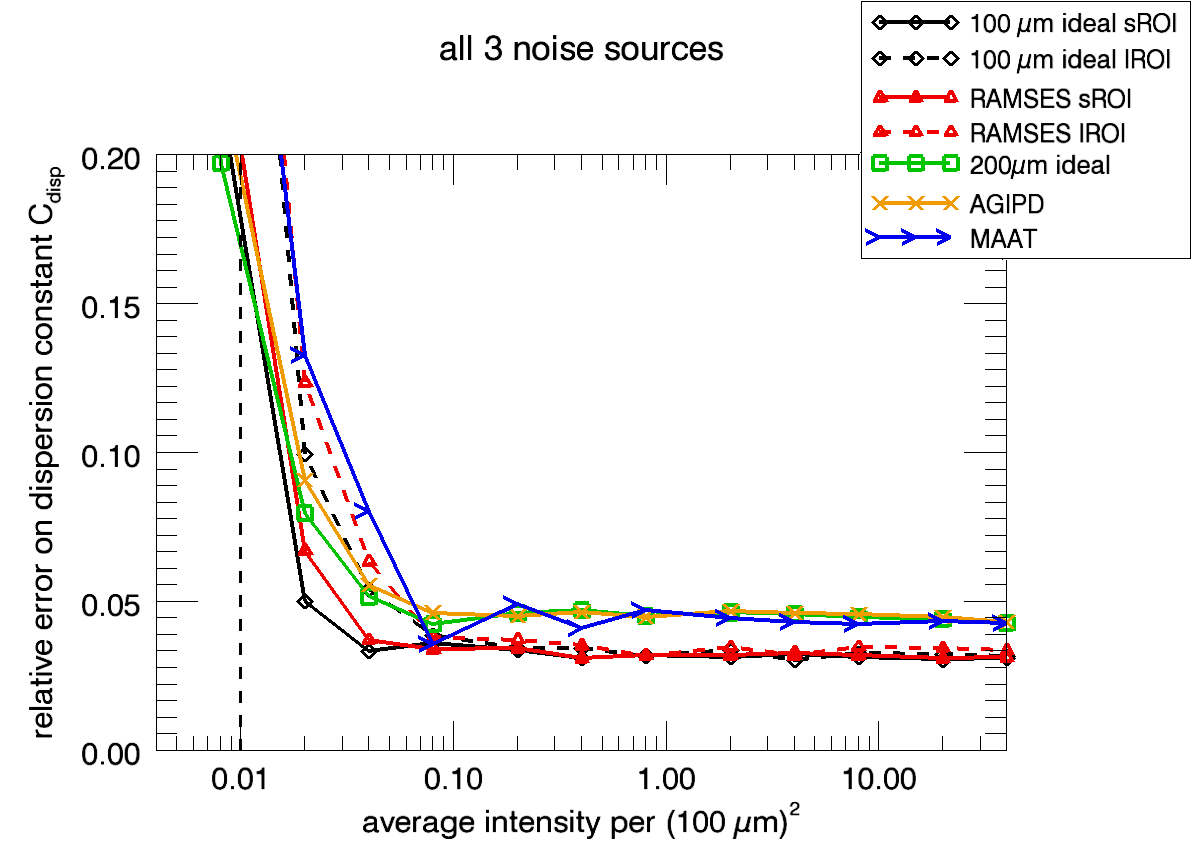 all 3 noise sources
100 µm ideal sROI
100 µm ideal lROI
RAMSES sROI
RAMSES lROI
200µm ideal
AGIPD
MAAT
relative error on dispersion constant C_disp
0.20
0.15
0.10
0.05
0.00
0.01
0.10
1.00
10.00
average intensity per (100 µm)²